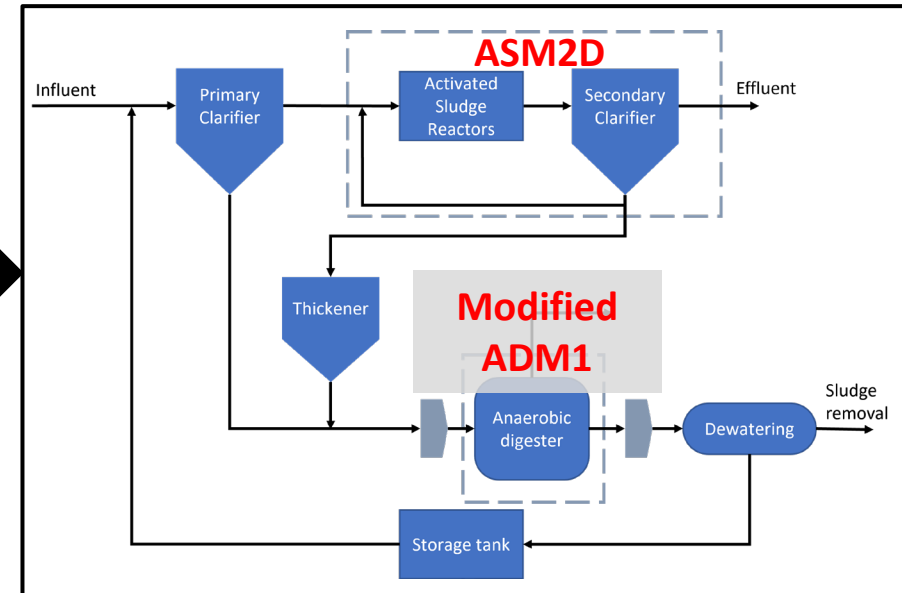 ASM2D
Influent
Primary
Clarifier
Activated
Sludge
Reactors
Secondary
Clarifier
Effluent
Thickener
Modified
ADM1
Anaerobic
digester
Dewatering
Sludge
removal
Storage tank